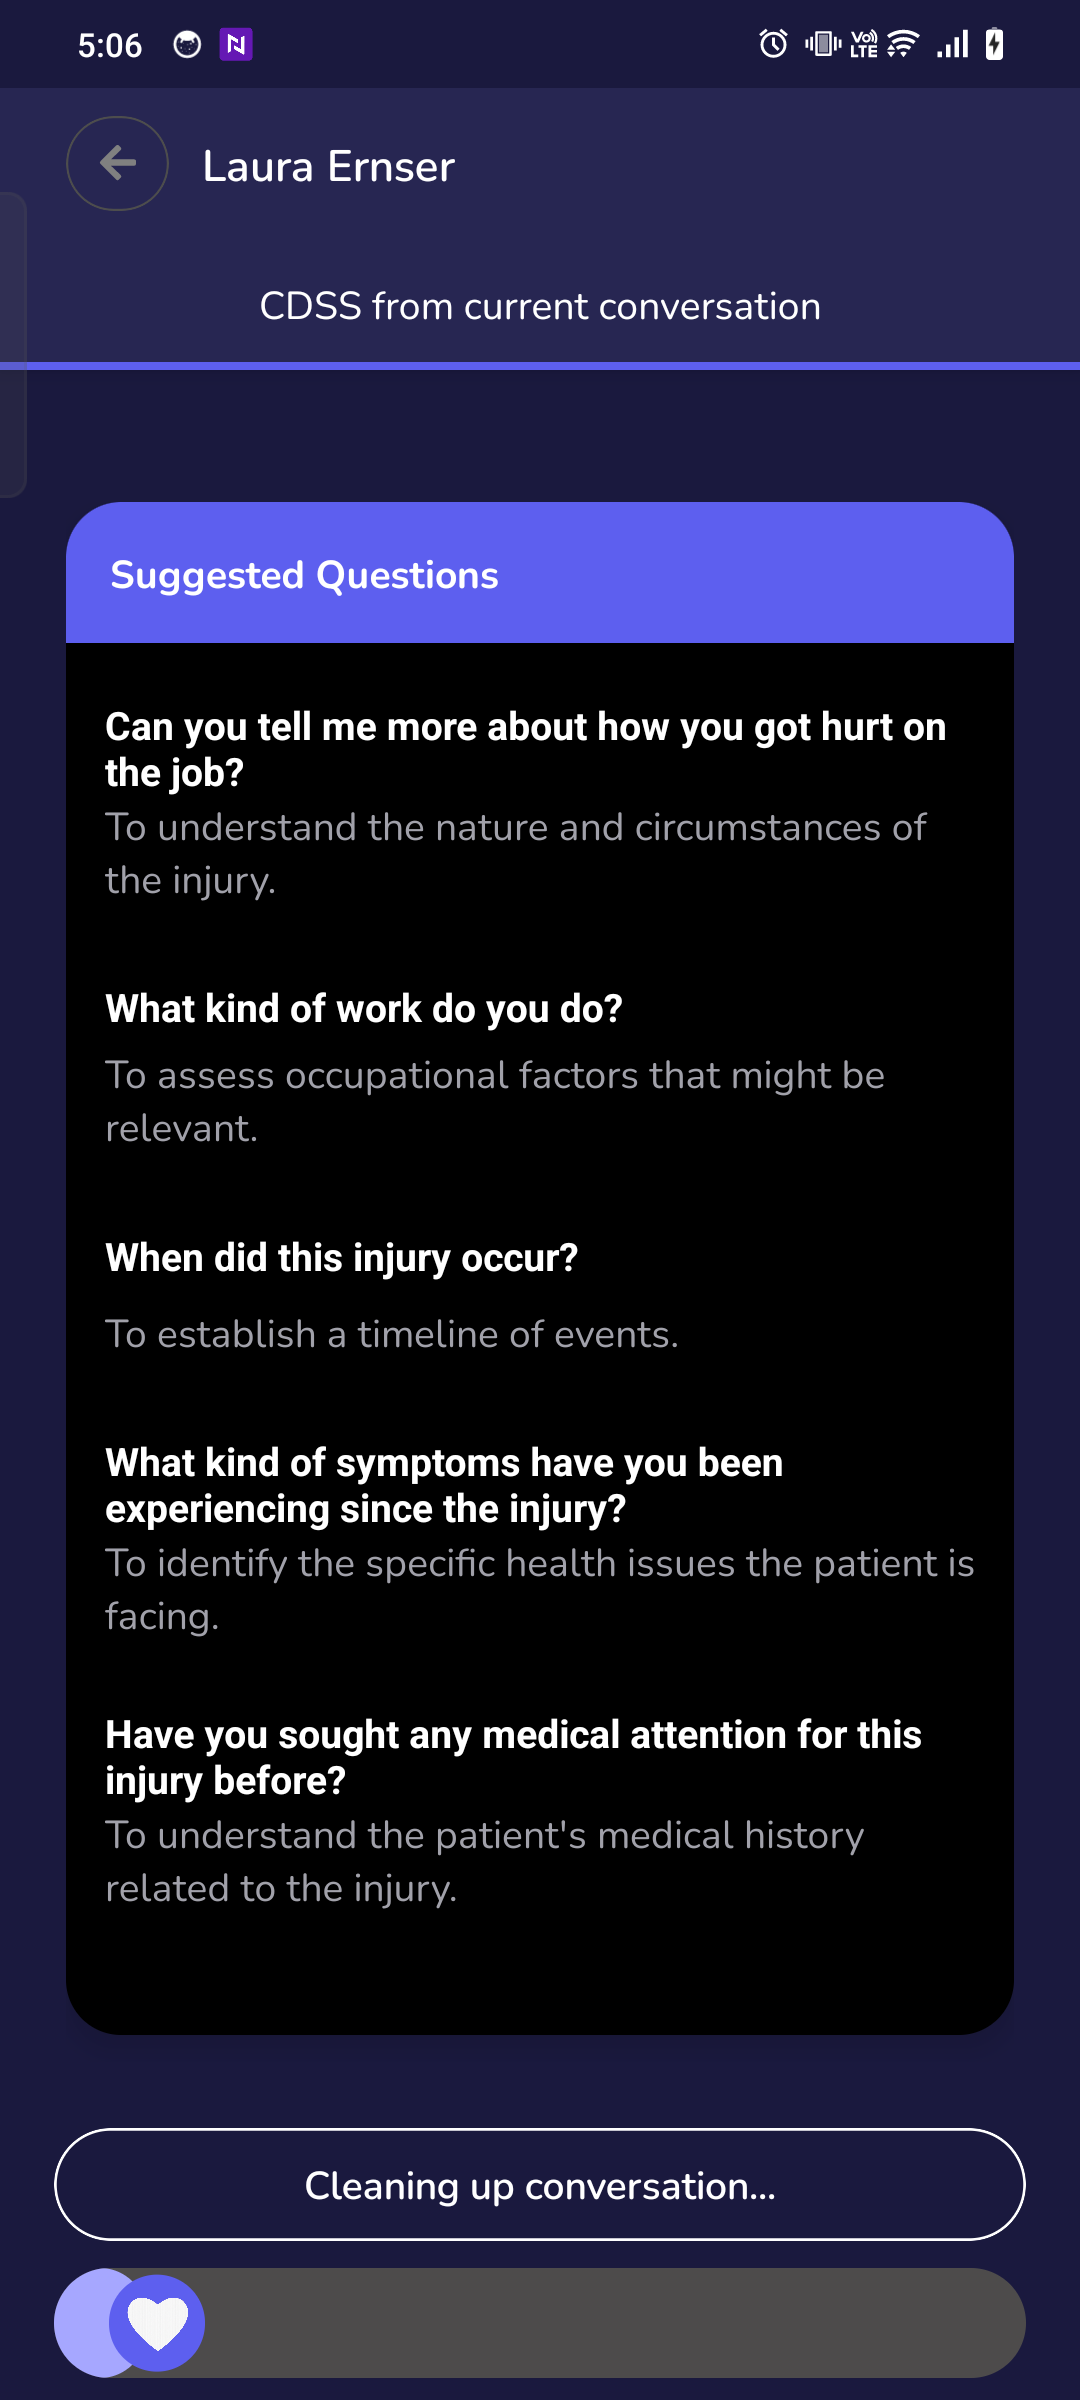 5:06
N
Vo))
LTE
Laura Ernser
CDSS from current conversation
Suggested Questions
Can you tell me more about how you got hurt on
the job?
To understand the nature and circumstances of
the injury.
What kind of work do you do?
To assess occupational factors that might be
relevant.
When did this injury occur?
To establish a timeline of events.
What kind of symptoms have you been
experiencing since the injury?
To identify the specific health issues the patient is
facing.
Have you sought any medical attention for this
injury before?
To understand the patient's medical history
related to the injury.
Cleaning up conversation...